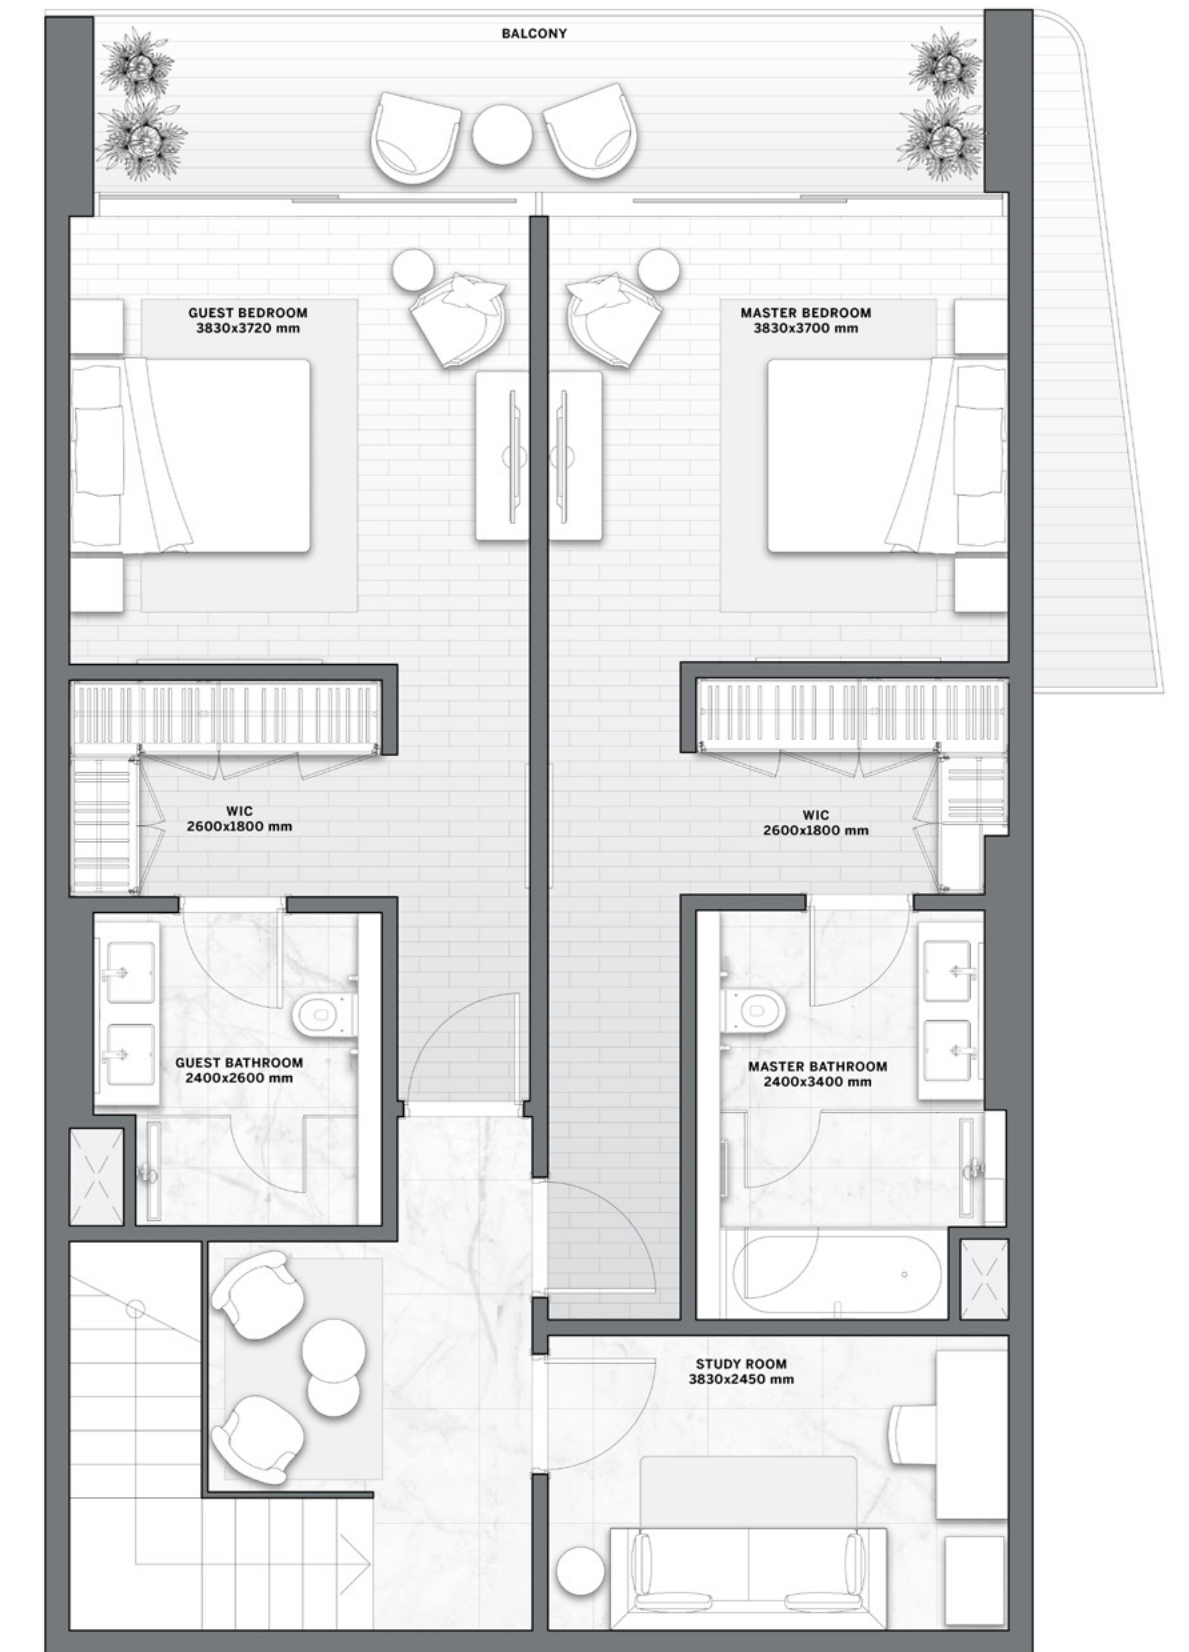 BALCONY
GUEST BEDROOM
3830x3720 mm
MASTER BEDROOM
3830x3700 mm
WIC
2600x1800 mm
WIC
2600x1800 mm
GUEST BATHROOM
2400x2600 mm
MASTER BATHROOM
2400x3400 mm
STUDY ROOM
3830x2450 mm